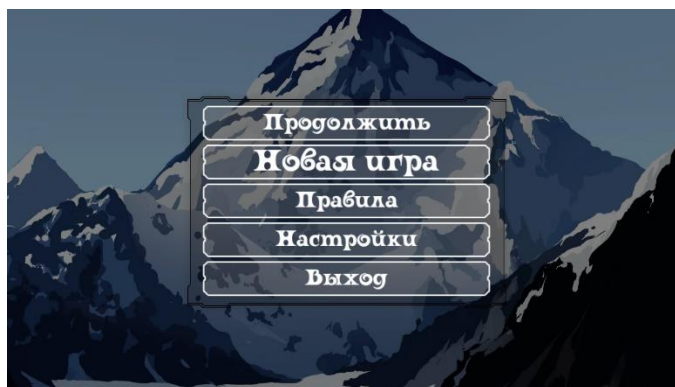 Продолжить
Новая игра
Правила
Настройки
Выход